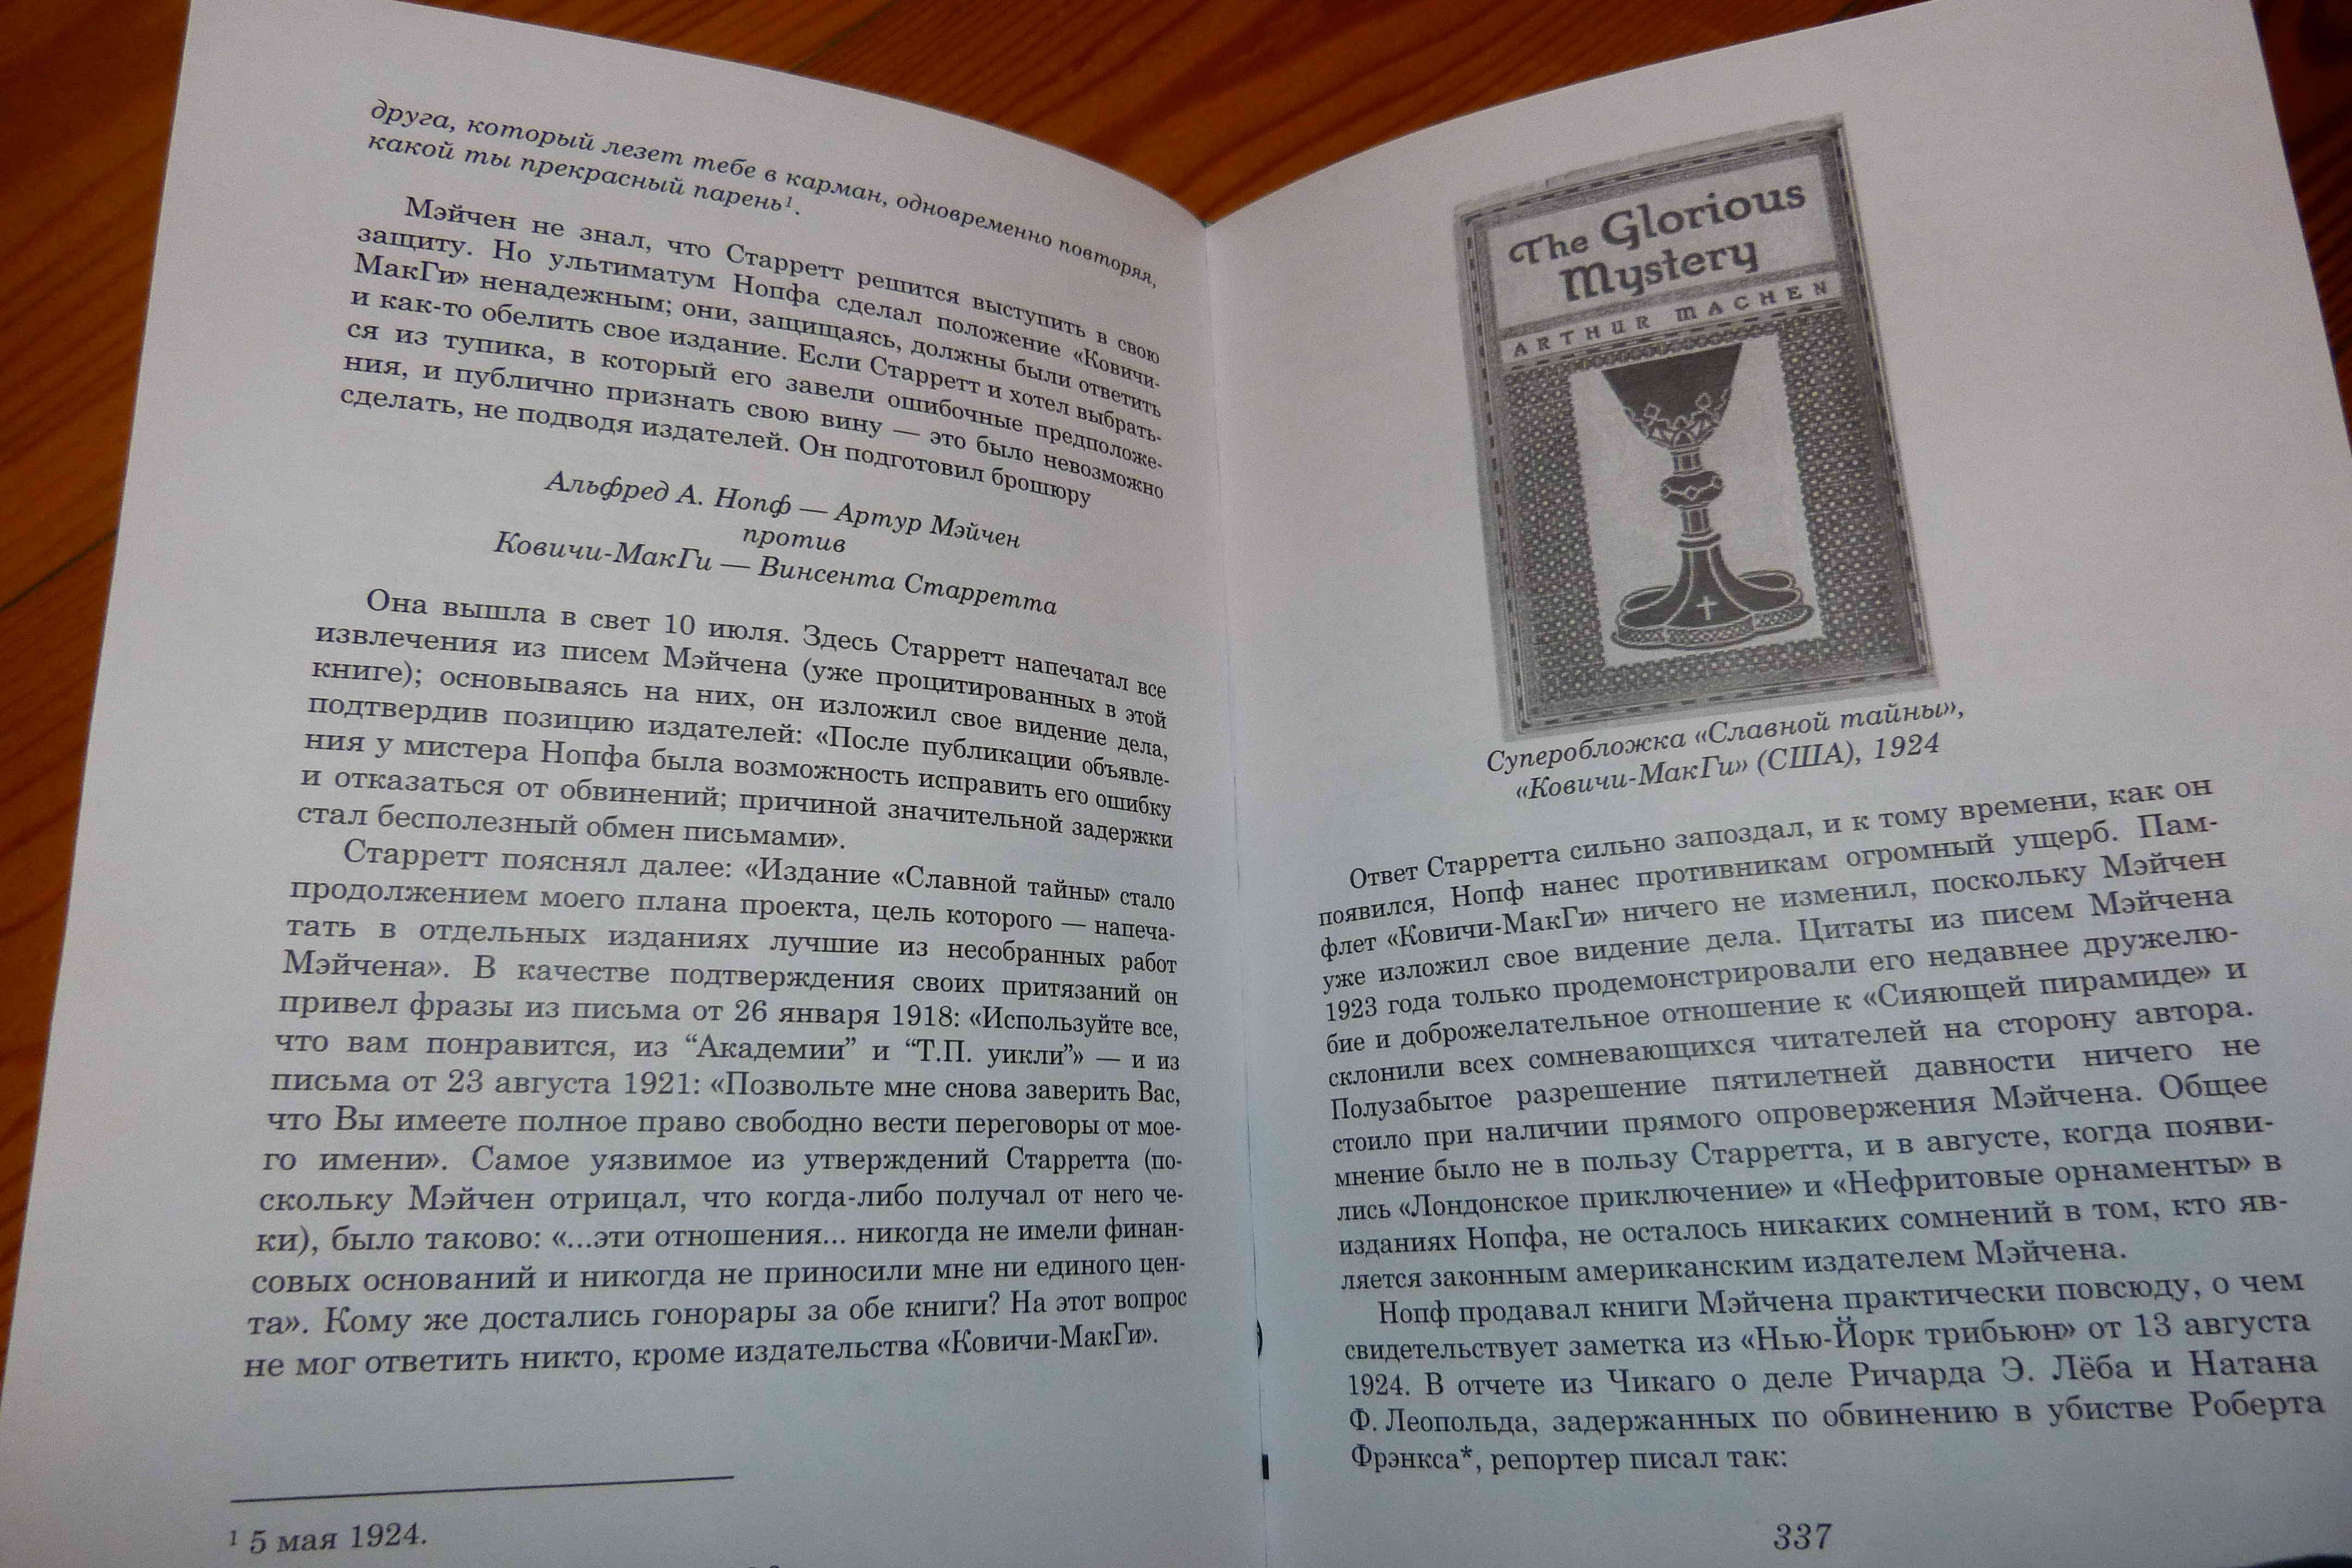 друга, который лезет тебе в карман, одновременно повторяя,
какой ты прекрасный парень¹.
Мэйчен не знал, что Старретт решится выступить в свою
защиту. Но ультиматум Нопфа сделал положение «Ковичи-
МакГи» ненадежным; они, защищаясь, должны были ответить
и как-то обелить свое издание. Если Старретт и хотел выбрать-
ся из тупика, в который его завели ошибочные предположе-
ния, и публично признать свою вину — это было невозможно
сделать, не подводя издателей. Он подготовил брошюру
Альфред А. Нопф — Артур Мэйчен
против
Ковичи-МакГи — Винсента Старретта
Она вышла в свет 10 июля. Здесь Старретт напечатал все
извлечения из писем Мэйчена (уже процитированных в этой
книге); основываясь на них, он изложил свое видение дела,
подтвердив позицию издателей: «После публикации объявле-
ния у мистера Нопфа была возможность исправить его ошибку
и отказаться от обвинений; причиной значительной задержки
стал бесполезный обмен письмами».
Старретт пояснял далее: «Издание «Славной тайны» стало
продолжением моего плана проекта, цель которого — напеча-
тать в отдельных изданиях лучшие из несобранных работ
Мэйчена». В качестве подтверждения своих притязаний он
привел фразы из письма от 26 января 1918: «Используйте все,
что вам понравится, из “Академии” и “Т.П. уикли”» — и из
письма от 23 августа 1921: «Позвольте мне снова заверить Вас,
что Вы имеете полное право свободно вести переговоры от мое-
го имени». Самое уязвимое из утверждений Старретта (по-
скольку Мэйчен отрицал, что когда-либо получал от него че-
ки), было таково: «...эти отношения... никогда не имели финан-
совых оснований и никогда не приносили мне ни единого цен-
та». Кому же достались гонорары за обе книги? На этот вопрос
не мог ответить никто, кроме издательства «Ковичи-МакГи».
¹ 5 мая 1924.
The Glorious
Mystery
ARTHUR MACHEN
Суперобложка «Славной тайны»,
«Ковичи-МакГи» (США), 1924
Ответ Старретта сильно запоздал, и к тому времени, как он
появился, Нопф нанес противникам огромный ущерб. Пам-
флет «Ковичи-МакГи» ничего не изменил, поскольку Мэйчен
уже изложил свое видение дела. Цитаты из писем Мэйчена
1923 года только продемонстрировали его недавнее дружелю-
бие и доброжелательное отношение к «Сияющей пирамиде» и
склонили всех сомневающихся читателей на сторону автора.
Полузабытое разрешение пятилетней давности ничего не
стоило при наличии прямого опровержения Мэйчена. Общее
мнение было не в пользу Старретта, и в августе, когда появи-
лись «Лондонское приключение» и «Нефритовые орнаменты» в
изданиях Нопфа, не осталось никаких сомнений в том, кто яв-
ляется законным американским издателем Мэйчена.
Нопф продавал книги Мэйчена практически повсюду, о чем
свидетельствует заметка из «Нью-Йорк трибьюн» от 13 августа
1924. В отчете из Чикаго о деле Ричарда Э. Лёба и Натана
Ф. Леопольда, задержанных по обвинению в убистве Роберта
Фрэнкса*, репортер писал так:
337